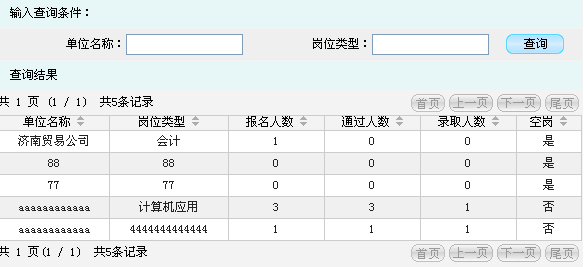 输入查询条件：
单位名称： 岗位类型： 查询
查询结果
共 1 页 (1 / 1) 共5条记录 首页 上一页 下一页 尾页
单位名称 岗位类型 报名人数 通过人数 录取人数 空岗
济南贸易公司 会计 1 0 0 是
88 88 0 0 0 是
77 77 0 0 0 是
aaaaaaaaaaaa 计算机应用 3 3 1 否
aaaaaaaaaaaa 4444444444444 1 1 1 否
共 1 页(1 / 1) 共5条记录 首页 上一页 下一页 尾页